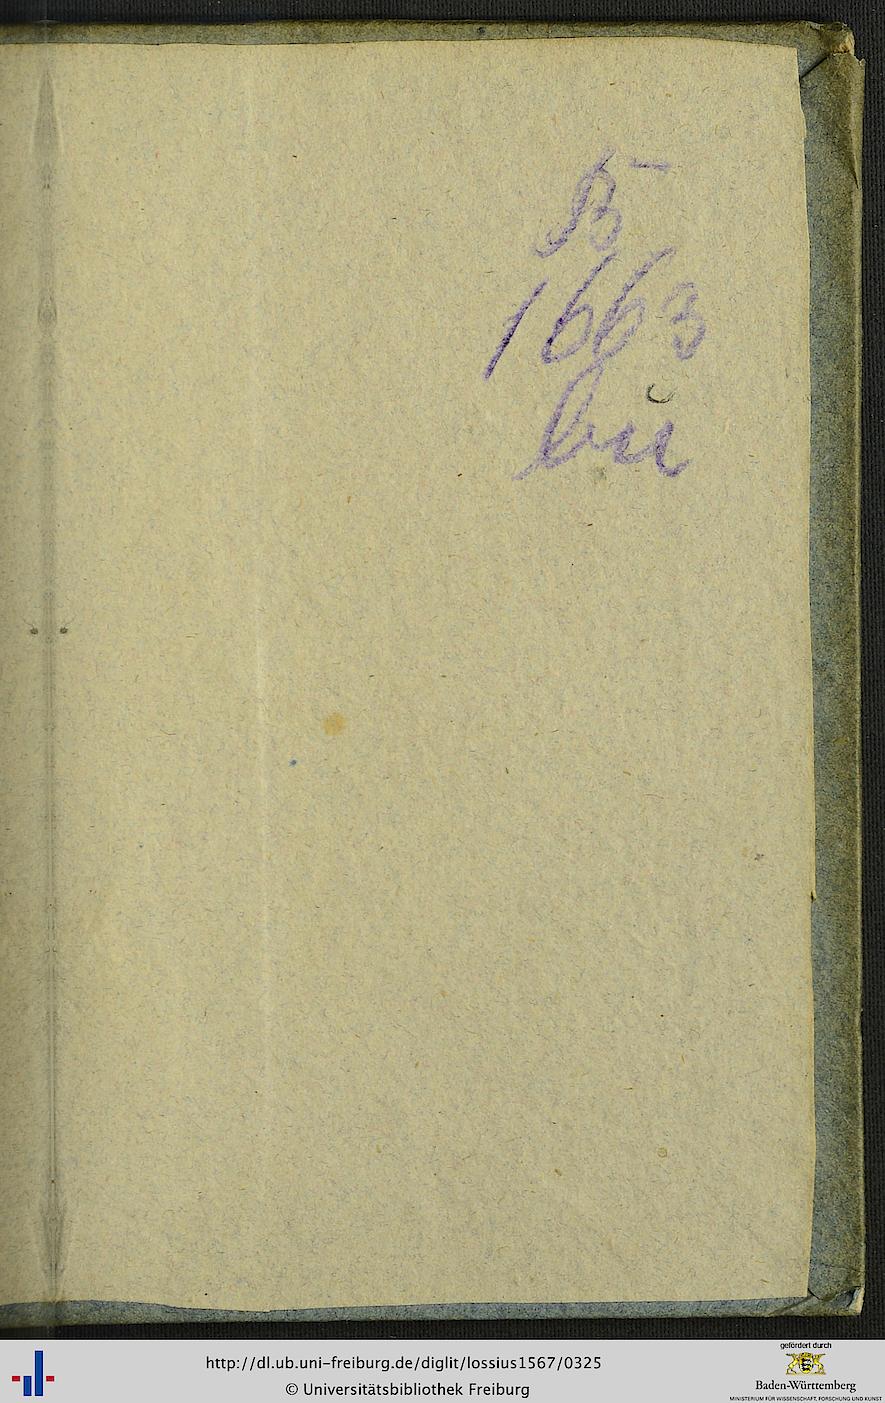 B
1663
bu
http://dl.ub.uni-freiburg.de/diglit/lossius1567/0325
© Universitätsbibliothek Freiburg
gefördert durch
Baden-Württemberg
MINISTERIUM FÜR WISSENSCHAFT, FORSCHUNG UND KUNST